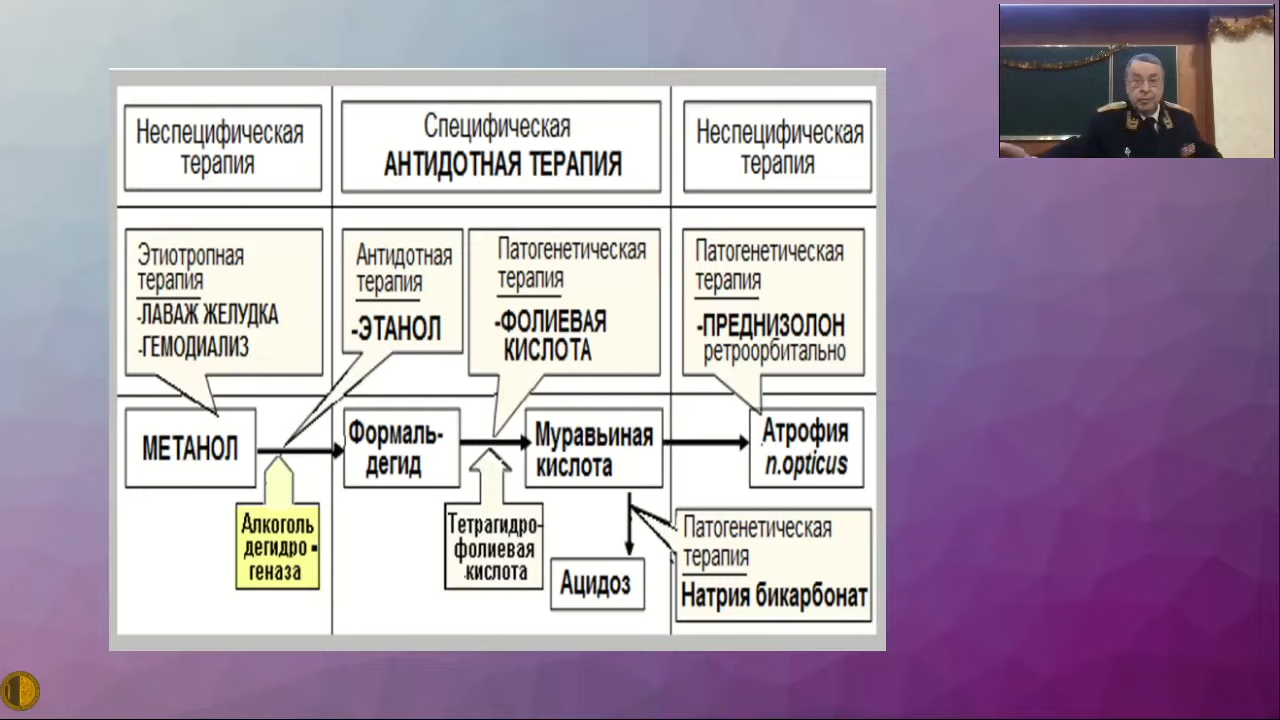 Неспецифическая
терапия
Специфическая
АНТИДОТНАЯ ТЕРАПИЯ
Неспецифическая
терапия
Этиотропная
терапия
-ЛАВАЖ ЖЕЛУДКА
-ГЕМОДИАЛИЗ
Антидотная
терапия
-ЭТАНОЛ
Патогенетическая
терапия
-ФОЛИЕВАЯ
КИСЛОТА
Патогенетическая
терапия
-ПРЕДНИЗОЛОН
ретроорбитально
МЕТАНОЛ
Формаль-
дегид
Муравьиная
кислота
Атрофия
n.opticus
Алкоголь
дегидро-
геназа
Тетрагидро-
фолиевая
кислота
Ацидоз
Патогенетическая
терапия
Натрия бикарбонат